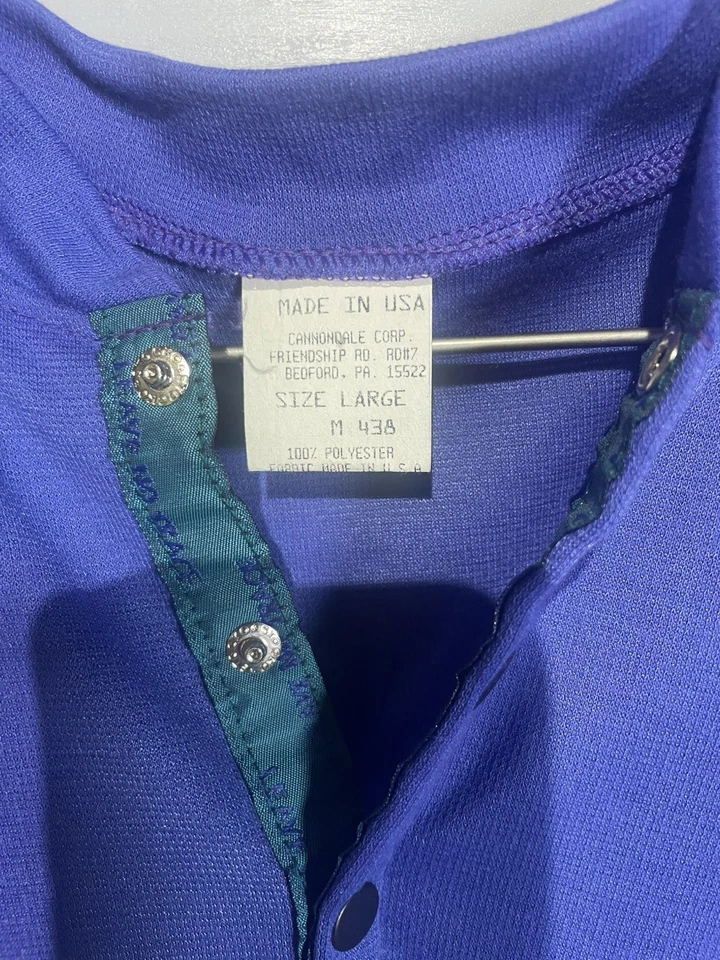 MADE IN USA
CANNONDALE CORP.
FRIENDSHIP RD. RD#7
BEDFORD, PA. 15522
SIZE LARGE
M 438
100% POLYESTER
FABRIC MADE IN U.S.A
LEAVE NO TRACE
LEAVE